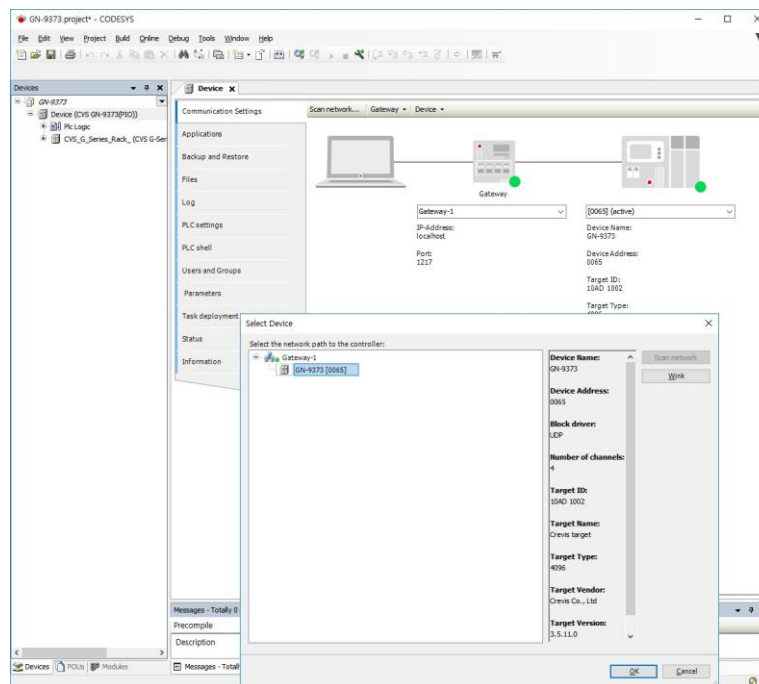 GN-9373.project* - CODESYS
File Edit View Project Build Online Debug Tools Window Help
Devices
GN-9373
Device (CVS GN-9373(PIO))
Plc Logic
CVS_G_Series_Rack_ (CVS G-Ser
Device
Communication Settings
Applications
Backup and Restore
Files
Log
PLC settings
PLC shell
Users and Groups
Parameters
Task deployment
Status
Information
Scan network... Gateway Device
Gateway
Gateway-1
IP-Address:
localhost
Port:
1217
[0065] (active)
Device Name:
GN-9373
Device Address:
0065
Target ID:
10AD 1002
Target Type:
4096
Select Device
Select the network path to the controller:
Gateway-1
GN-9373 [0065]
Device Name:
GN-9373
Device Address:
0065
Block driver:
UDP
Number of channels:
4
Target ID:
10AD 1002
Target Name:
Crevis target
Target Type:
4096
Target Vendor:
Crevis Co., Ltd
Target Version:
3.5.11.0
Scan network
Wink
OK Cancel
Messages - Totally 0
Precompile
Description
Devices POUs Modules
Messages - Totall